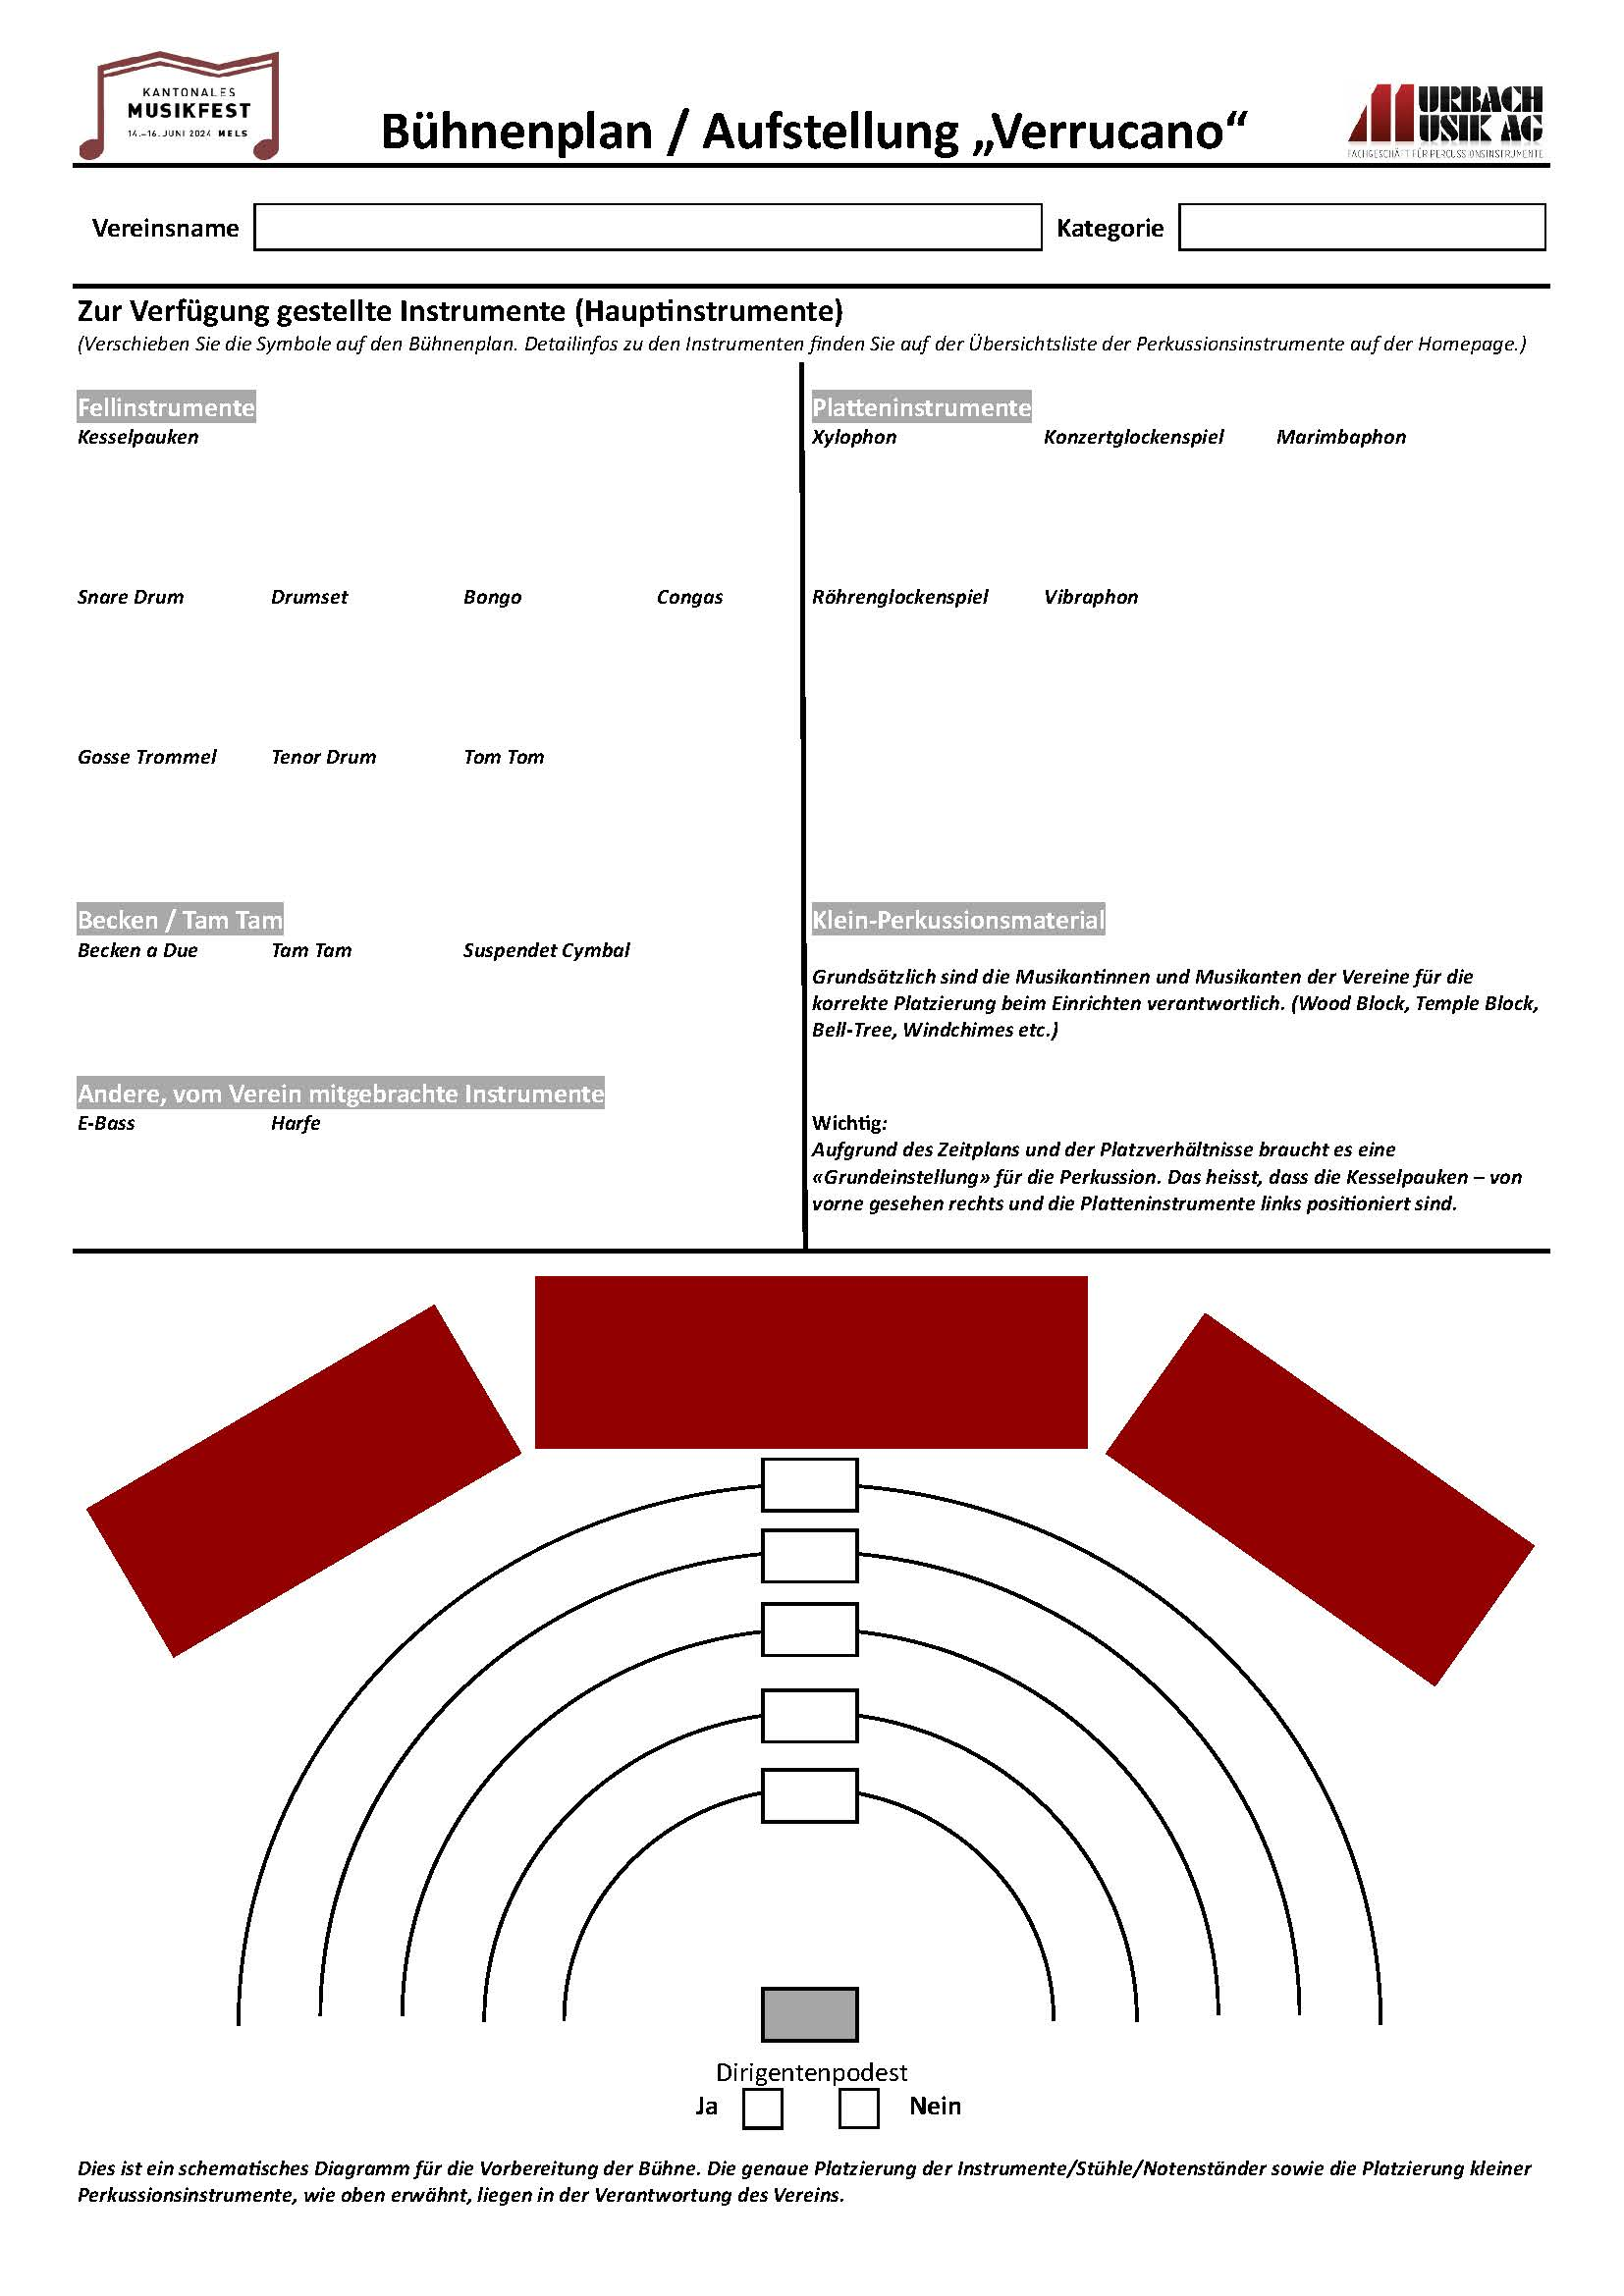 KANTONALES
MUSIKFEST
14.–16. JUNI 2024 MELS
Bühnenplan / Aufstellung „Verrucano“
MURBACH
MUSIK AG
FACHGESCHÄFT FÜR PERCUSSIONSINSTRUMENTE
Vereinsname
Kategorie
Zur Verfügung gestellte Instrumente (Hauptinstrumente)
(Verschieben Sie die Symbole auf den Bühnenplan. Detailinfos zu den Instrumenten finden Sie auf der Übersichtsliste der Perkussionsinstrumente auf der Homepage.)
Fellinstrumente
Kesselpauken
Snare Drum Drumset Bongo Congas
Gosse Trommel Tenor Drum Tom Tom
Becken / Tam Tam
Becken a Due Tam Tam Suspendet Cymbal
Andere, vom Verein mitgebrachte Instrumente
E-Bass Harfe
Platteninstrumente
Xylophon Konzertglockenspiel Marimbaphon
Röhrenglockenspiel Vibraphon
Klein-Perkussionsmaterial
Grundsätzlich sind die Musikantinnen und Musikanten der Vereine für die
korrekte Platzierung beim Einrichten verantwortlich. (Wood Block, Temple Block,
Bell-Tree, Windchimes etc.)
Wichtig:
Aufgrund des Zeitplans und der Platzverhältnisse braucht es eine
«Grundeinstellung» für die Perkussion. Das heisst, dass die Kesselpauken – von
vorne gesehen rechts und die Platteninstrumente links positioniert sind.
Dirigentenpodest
Ja Nein
Dies ist ein schematisches Diagramm für die Vorbereitung der Bühne. Die genaue Platzierung der Instrumente/Stühle/Notenständer sowie die Platzierung kleiner
Perkussionsinstrumente, wie oben erwähnt, liegen in der Verantwortung des Vereins.